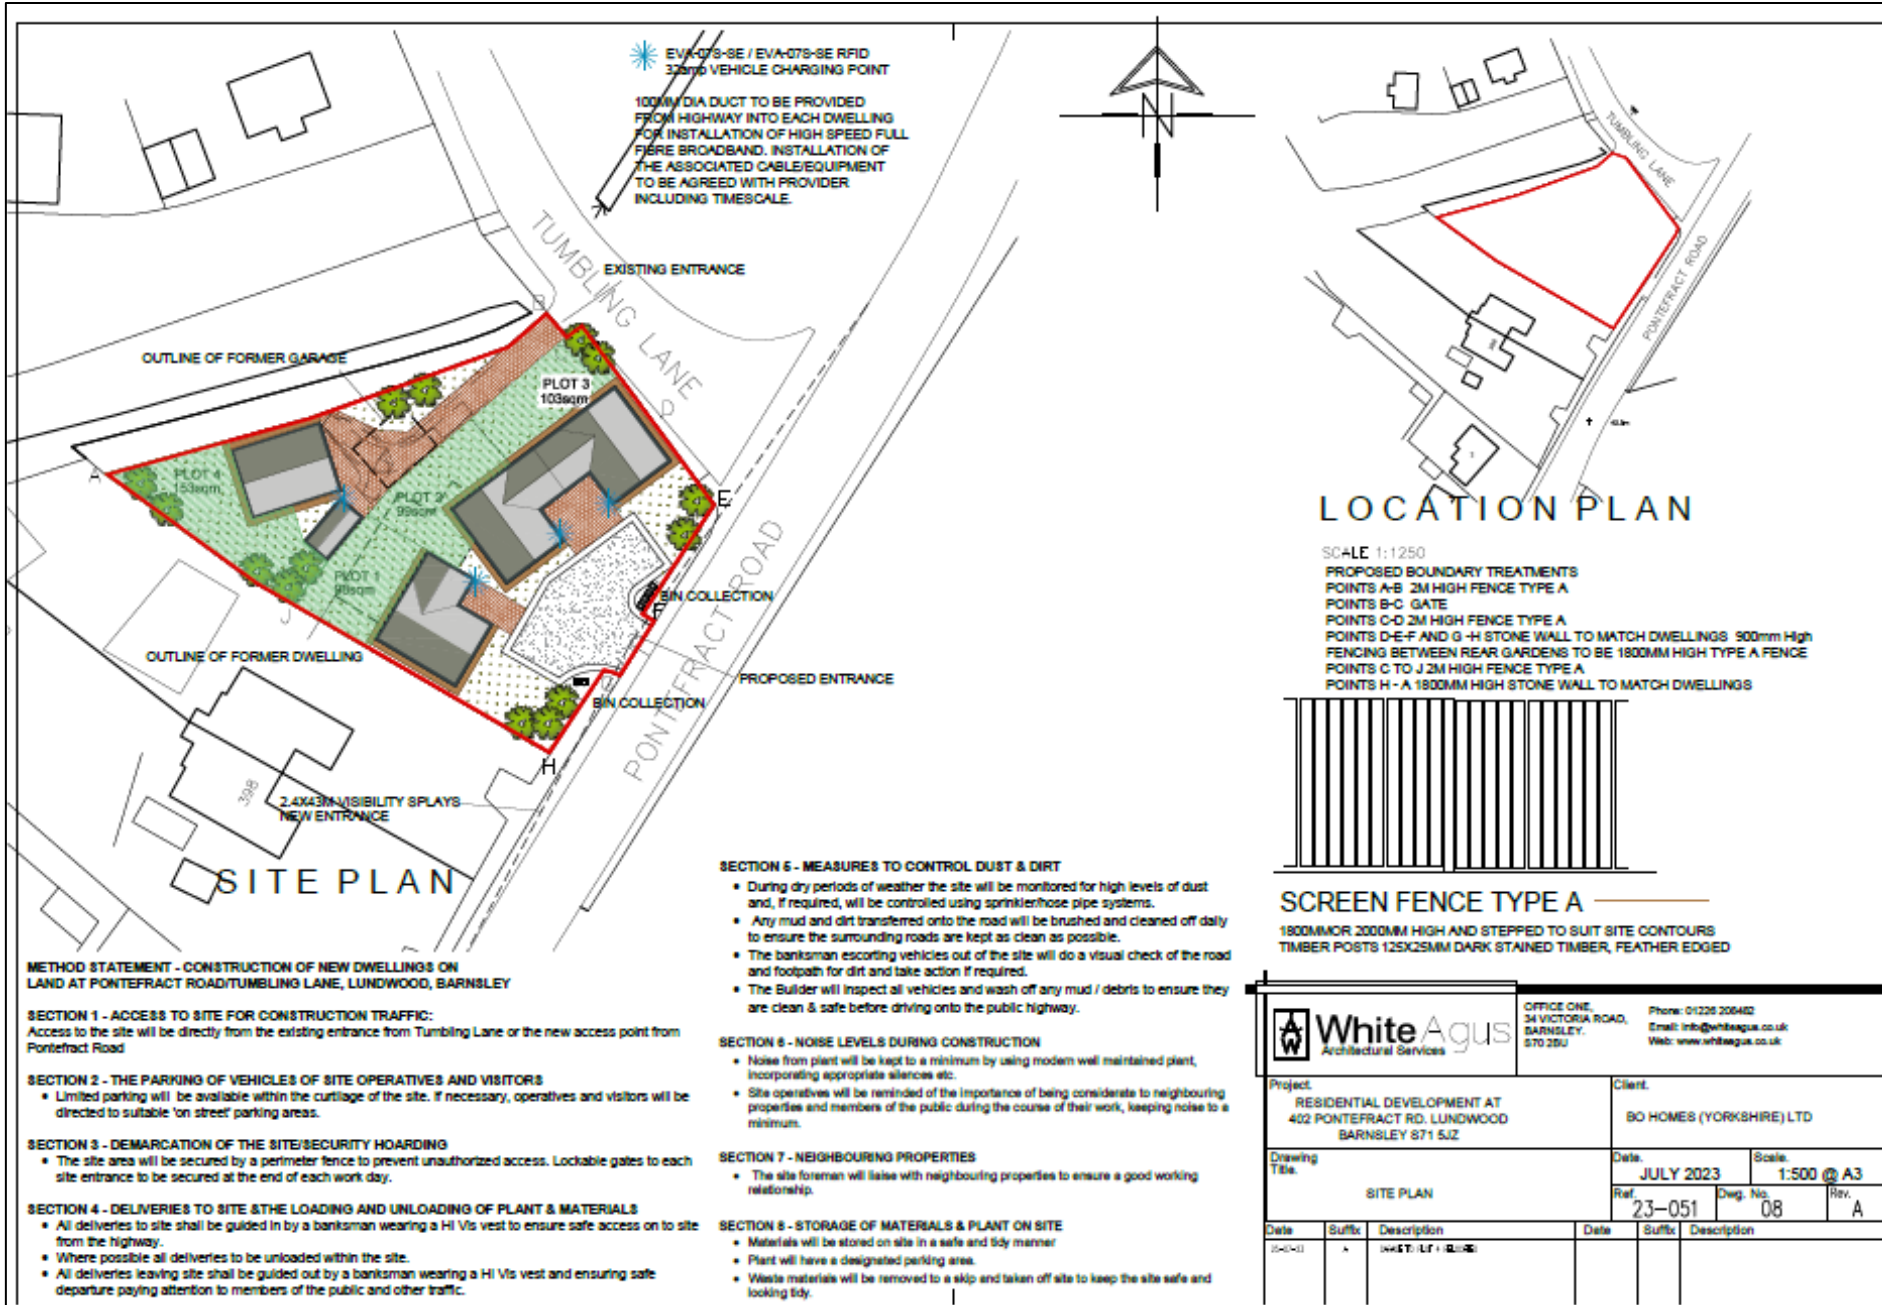 EVA-07S-SE / EVA-07S-SE RFID
32amp VEHICLE CHARGING POINT
100MM DIA DUCT TO BE PROVIDED
FROM HIGHWAY INTO EACH DWELLING
FOR INSTALLATION OF HIGH SPEED FULL
FIBRE BROADBAND. INSTALLATION OF
THE ASSOCIATED CABLE/EQUIPMENT
TO BE AGREED WITH PROVIDER
INCLUDING TIMESCALE.
N
TUMBLING LANE
EXISTING ENTRANCE
B
OUTLINE OF FORMER GARAGE
PLOT 3
103sqm
D
A
PLOT 4
153sqm
PLOT 2
99sqm
E
PLOT 1
J
BIN COLLECTION
F
PONTEFRACT ROAD
OUTLINE OF FORMER DWELLING
PROPOSED ENTRANCE
G
BIN COLLECTION
H
398
2.4X43M VISIBILITY SPLAYS
NEW ENTRANCE
SITE PLAN
TUMBLING LANE
PONTEFRACT ROAD
LOCATION PLAN
SCALE 1:1250
PROPOSED BOUNDARY TREATMENTS
POINTS A-B 2M HIGH FENCE TYPE A
POINTS B-C GATE
POINTS C-D 2M HIGH FENCE TYPE A
POINTS D-E-F AND G -H STONE WALL TO MATCH DWELLINGS 900mm High
FENCING BETWEEN REAR GARDENS TO BE 1800MM HIGH TYPE A FENCE
POINTS C TO J 2M HIGH FENCE TYPE A
POINTS H - A 1800MM HIGH STONE WALL TO MATCH DWELLINGS
SCREEN FENCE TYPE A
1800MMOR 2000MM HIGH AND STEPPED TO SUIT SITE CONTOURS
TIMBER POSTS 125X25MM DARK STAINED TIMBER, FEATHER EDGED
METHOD STATEMENT - CONSTRUCTION OF NEW DWELLINGS ON
LAND AT PONTEFRACT ROAD/TUMBLING LANE, LUNDWOOD, BARNSLEY
SECTION 1 - ACCESS TO SITE FOR CONSTRUCTION TRAFFIC:
Access to the site will be directly from the existing entrance from Tumbling Lane or the new access point from
Pontefract Road
SECTION 2 - THE PARKING OF VEHICLES OF SITE OPERATIVES AND VISITORS
• Limited parking will be available within the curtilage of the site. If necessary, operatives and visitors will be
directed to suitable 'on street' parking areas.
SECTION 3 - DEMARCATION OF THE SITE/SECURITY HOARDING
• The site area will be secured by a perimeter fence to prevent unauthorized access. Lockable gates to each
site entrance to be secured at the end of each work day.
SECTION 4 - DELIVERIES TO SITE &THE LOADING AND UNLOADING OF PLANT & MATERIALS
• All deliveries to site shall be guided in by a banksman wearing a HI Vis vest to ensure safe access on to site
from the highway.
• Where possible all deliveries to be unloaded within the site.
• All deliveries leaving site shall be guided out by a banksman wearing a HI Vis vest and ensuring safe
departure paying attention to members of the public and other traffic.
SECTION 5 - MEASURES TO CONTROL DUST & DIRT
• During dry periods of weather the site will be monitored for high levels of dust
and, if required, will be controlled using sprinkler/hose pipe systems.
• Any mud and dirt transferred onto the road will be brushed and cleaned off daily
to ensure the surrounding roads are kept as clean as possible.
• The banksman escorting vehicles out of the site will do a visual check of the road
and footpath for dirt and take action if required.
• The Builder will inspect all vehicles and wash off any mud / debris to ensure they
are clean & safe before driving onto the public highway.
SECTION 6 - NOISE LEVELS DURING CONSTRUCTION
• Noise from plant will be kept to a minimum by using modern well maintained plant,
incorporating appropriate silences etc.
• Site operatives will be reminded of the importance of being considerate to neighbouring
properties and members of the public during the course of their work, keeping noise to a
minimum.
SECTION 7 - NEIGHBOURING PROPERTIES
• The site foreman will liaise with neighbouring properties to ensure a good working
relationship.
SECTION 8 - STORAGE OF MATERIALS & PLANT ON SITE
• Materials will be stored on site in a safe and tidy manner
• Plant will have a designated parking area.
• Waste materials will be removed to a skip and taken off site to keep the site safe and
looking tidy.
White Agus
Architectural Services
OFFICE ONE,
34 VICTORIA ROAD,
BARNSLEY.
S70 2BU
Phone: 01226 206462
Email: info@whiteagus.co.uk
Web: www.whiteagus.co.uk
Project.
RESIDENTIAL DEVELOPMENT AT
402 PONTEFRACT RD. LUNDWOOD
BARNSLEY S71 5JZ
Client.
BO HOMES (YORKSHIRE) LTD
Drawing
Title.
SITE PLAN
Date.
JULY 2023
Scale.
1:500 @ A3
Ref.
23-051
Dwg. No.
08
Rev.
A
Date Suffix Description Date Suffix Description
A